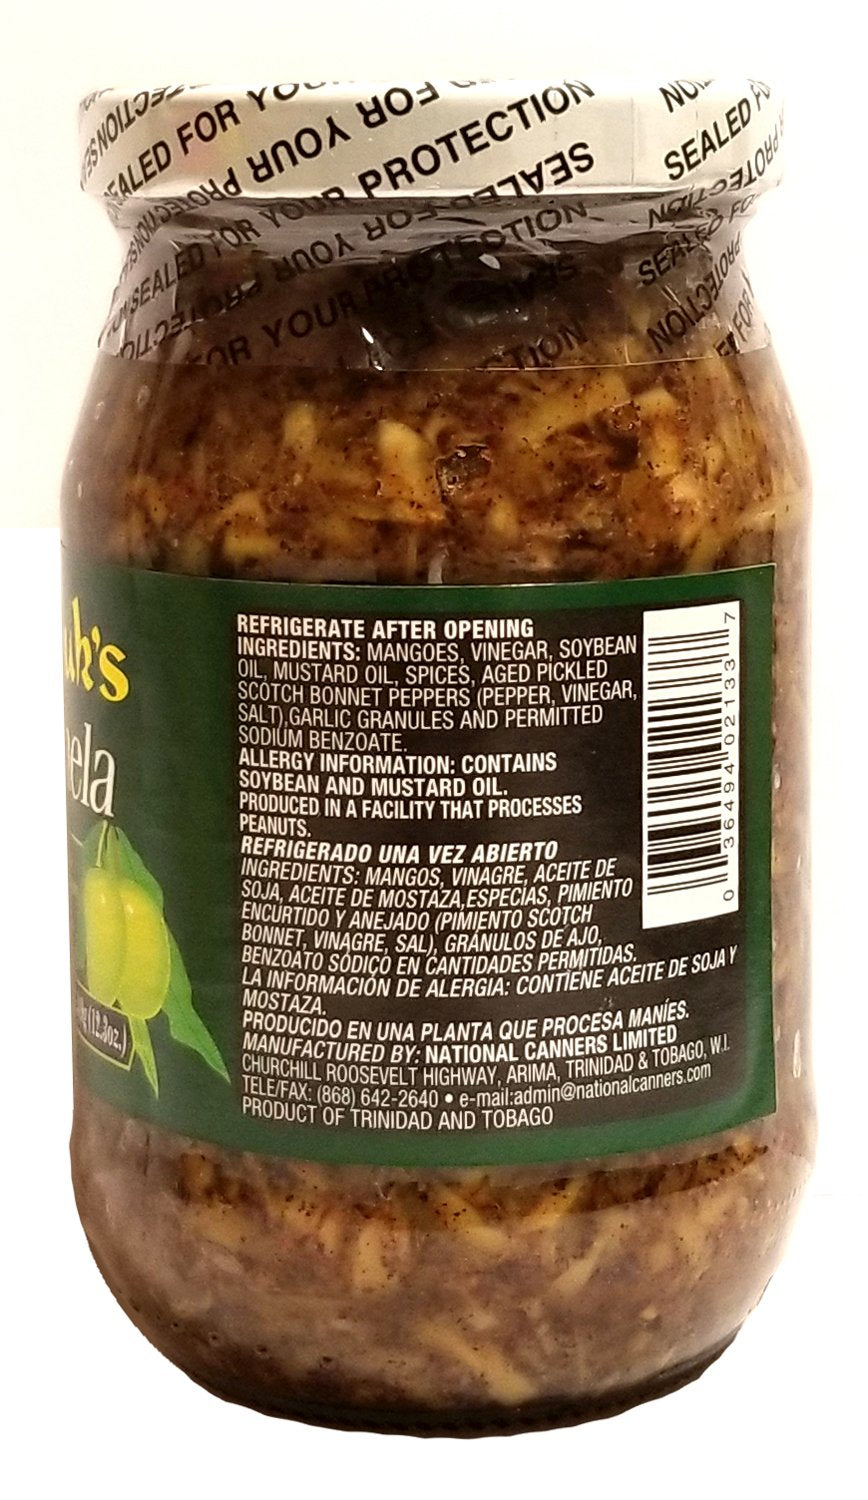 SEALED FOR YOUR PROTECTION
uh's
ela
(12.3oz.)
REFRIGERATE AFTER OPENING
INGREDIENTS: MANGOES, VINEGAR, SOYBEAN
OIL, MUSTARD OIL, SPICES, AGED PICKLED
SCOTCH BONNET PEPPERS (PEPPER, VINEGAR,
SALT),GARLIC GRANULES AND PERMITTED
SODIUM BENZOATE.
ALLERGY INFORMATION: CONTAINS
SOYBEAN AND MUSTARD OIL.
PRODUCED IN A FACILITY THAT PROCESSES
PEANUTS.
REFRIGERADO UNA VEZ ABIERTO
INGREDIENTS: MANGOS, VINAGRE, ACEITE DE
SOJA, ACEITE DE MOSTAZA,ESPECIAS, PIMIENTO
ENCURTIDO Y ANEJADO (PIMIENTO SCOTCH
BONNET, VINAGRE, SAL), GRÁNULOS DE AJO,
BENZOATO SÓDICO EN CANTIDADES PERMITIDAS.
LA INFORMACIÓN DE ALERGIA: CONTIENE ACEITE DE SOJA Y
MOSTAZA.
PRODUCIDO EN UNA PLANTA QUE PROCESA MANÍES.
MANUFACTURED BY: NATIONAL CANNERS LIMITED
CHURCHILL ROOSEVELT HIGHWAY, ARIMA, TRINIDAD & TOBAGO, W.I.
TELE/FAX: (868) 642-2640 • e-mail:admin@nationalcanners.com
PRODUCT OF TRINIDAD AND TOBAGO
0 36494 02133 7